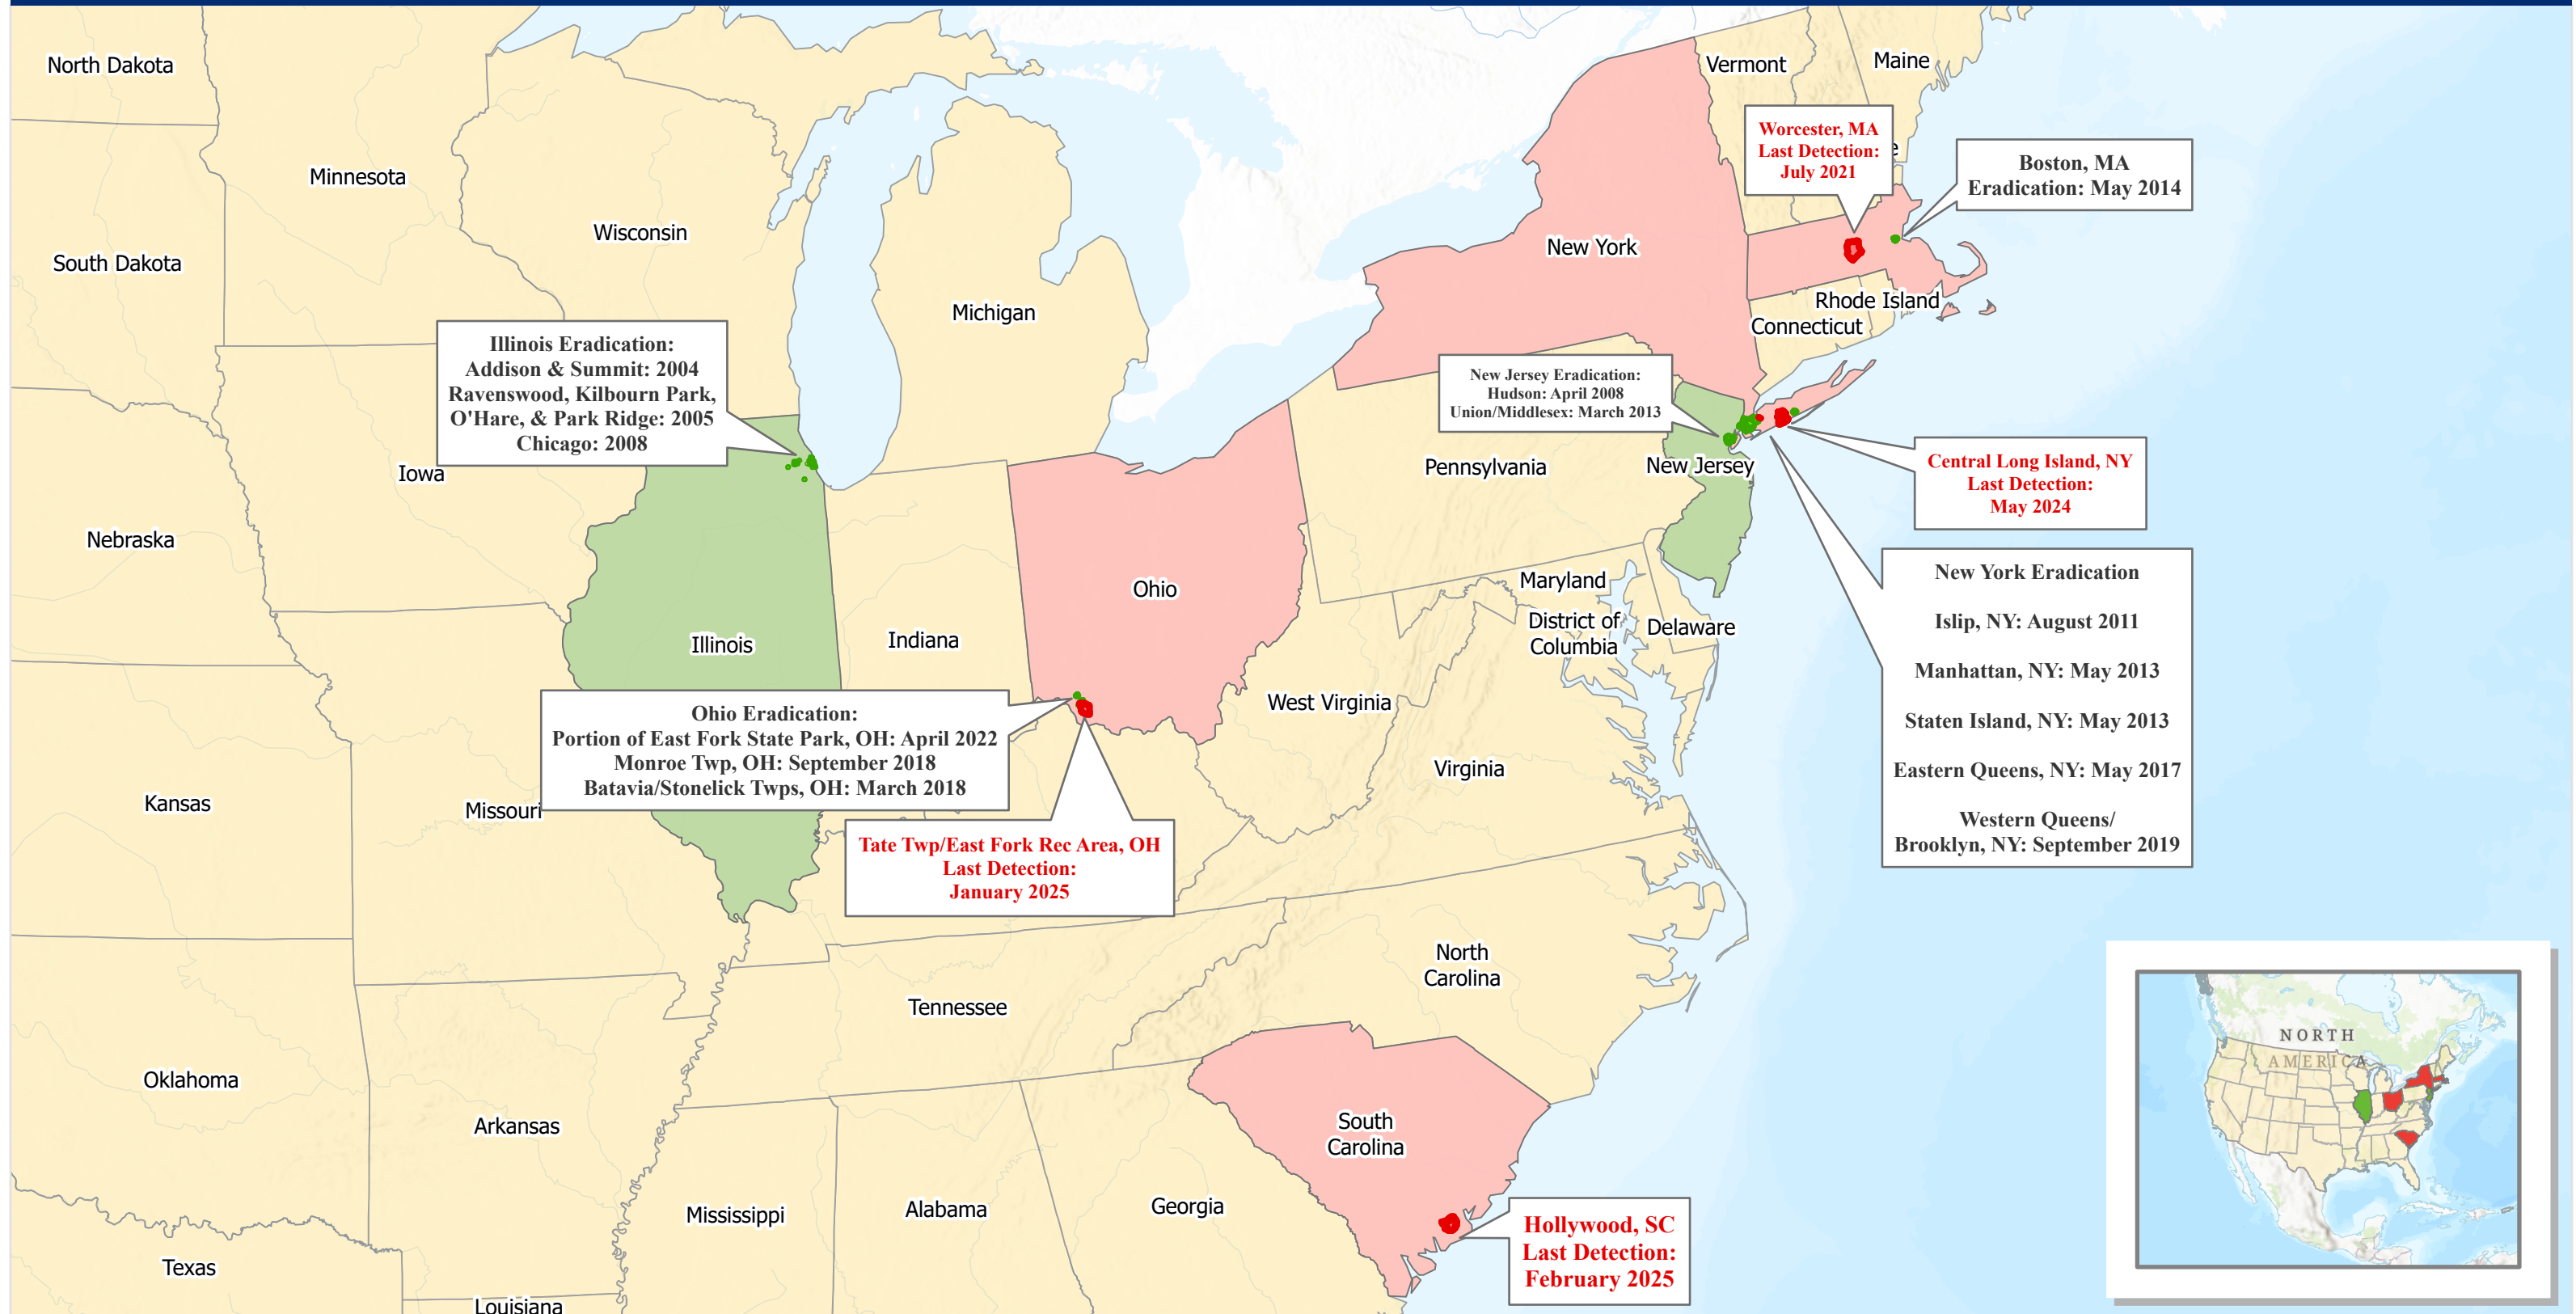 North Dakota
Vermont
Maine
Worcester, MA
Last Detection:
July 2021
e
Boston, MA
Eradication: May 2014
Minnesota
Wisconsin
New York
South Dakota
Michigan
Rhode Island
Connecticut
Illinois Eradication:
Addison & Summit: 2004
Ravenswood, Kilbourn Park,
O'Hare, & Park Ridge: 2005
Chicago: 2008
New Jersey Eradication:
Hudson: April 2008
Union/Middlesex: March 2013
Iowa
Pennsylvania
New Jersey
Central Long Island, NY
Last Detection:
May 2024
Nebraska
Ohio
Maryland
District of
Columbia
Delaware
Illinois
Indiana
New York Eradication
Islip, NY: August 2011
Manhattan, NY: May 2013
Staten Island, NY: May 2013
Eastern Queens, NY: May 2017
Western Queens/
Brooklyn, NY: September 2019
West Virginia
Ohio Eradication:
Portion of East Fork State Park, OH: April 2022
Monroe Twp, OH: September 2018
Batavia/Stonelick Twps, OH: March 2018
Virginia
Kansas
Missouri
Tate Twp/East Fork Rec Area, OH
Last Detection:
January 2025
North
Carolina
Tennessee
Oklahoma
Arkansas
South
Carolina
Mississippi
Alabama
Georgia
Hollywood, SC
Last Detection:
February 2025
Texas
Louisiana
NORTH
AMERICA